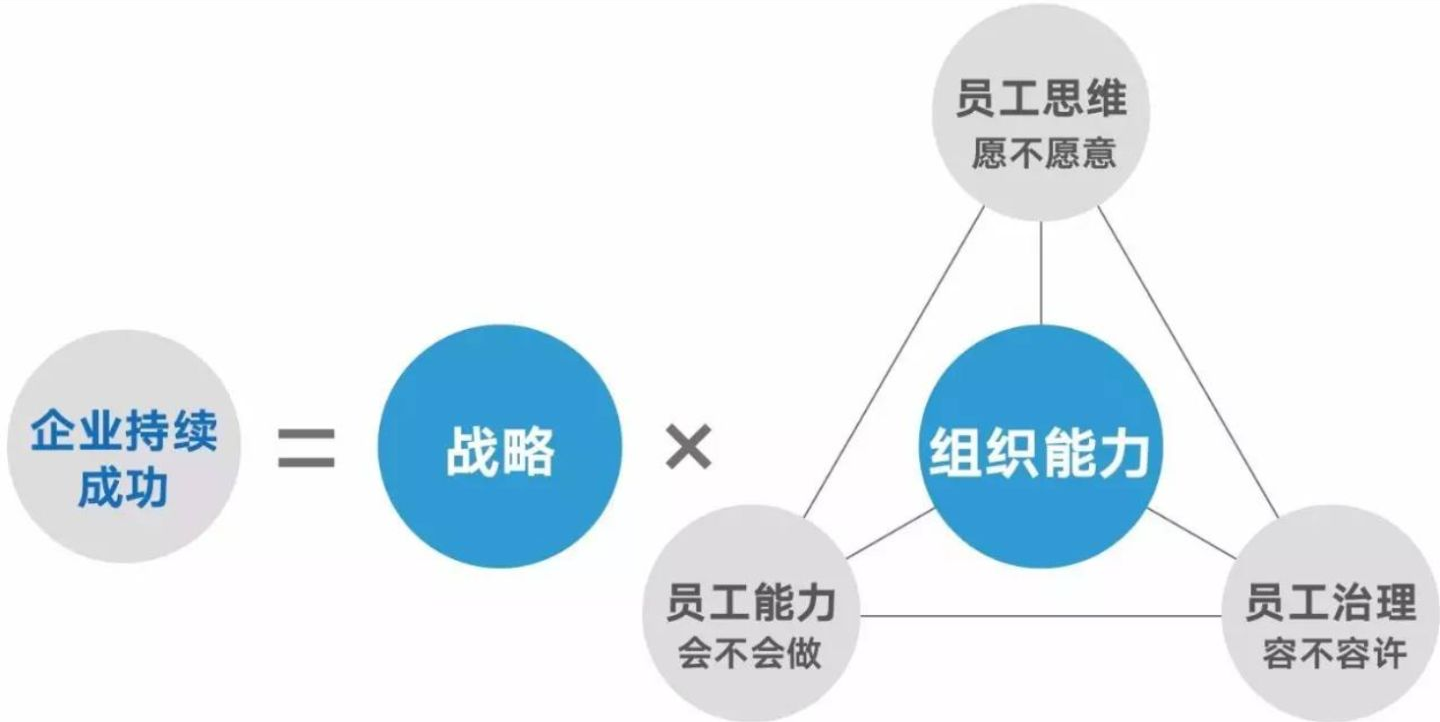 员工思维
愿不愿意
企业持续
成功
=
战略
×
组织能力
员工能力
会不会做
员工治理
容不容许